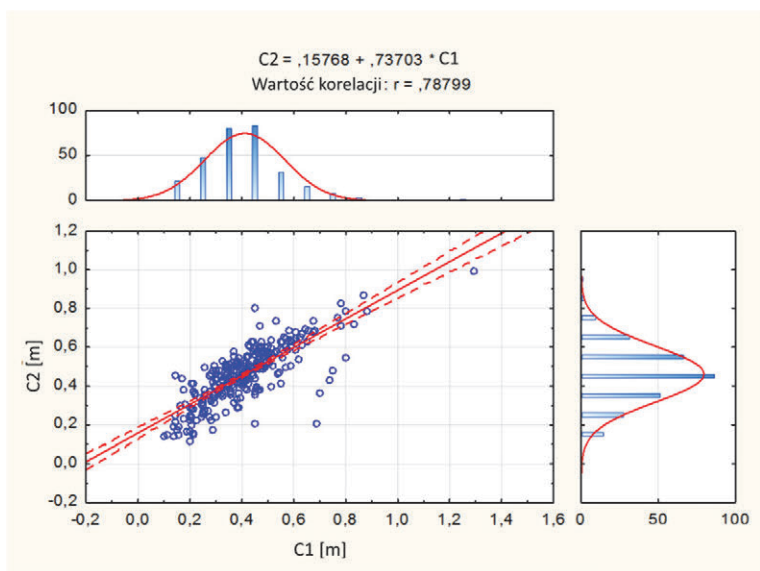 C2 = ,15768 + ,73703 * C1
Wartość korelacji: r = ,78799
100
50
0
1,2
1,0
0,8
0,6
0,4
0,2
0,0
-0,2
C2 [m]
-0,2 0,0 0,2 0,4 0,6 0,8 1,0 1,2 1,4 1,6
C1 [m]
0 50 100